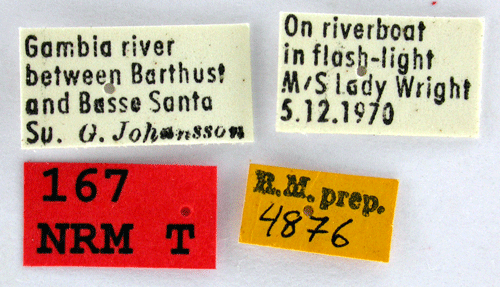 Gambia river
between Barthust
and Basse Santa
Su. G. Johansson
On riverboat
in flash-light
M/S Lady Wright
5.12.1970
167
NRM T
R.M. prep.
4876